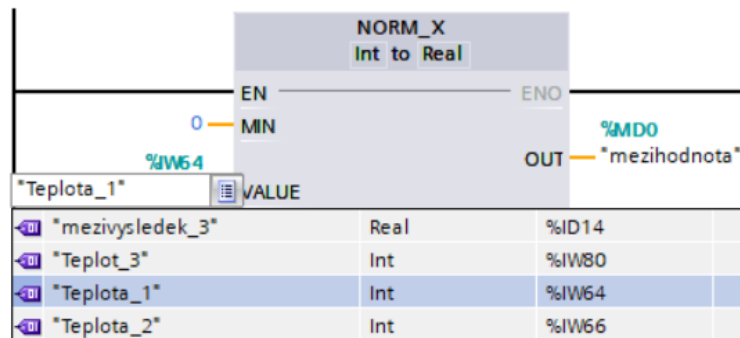 NORM_X
Int to Real
EN ENO
0 MIN
%MD0
%IW64 OUT "mezihodnota"
"Teplota_1" VALUE
"mezivysledek_3" Real %ID14
"Teplot_3" Int %IW80
"Teplota_1" Int %IW64
"Teplota_2" Int %IW66